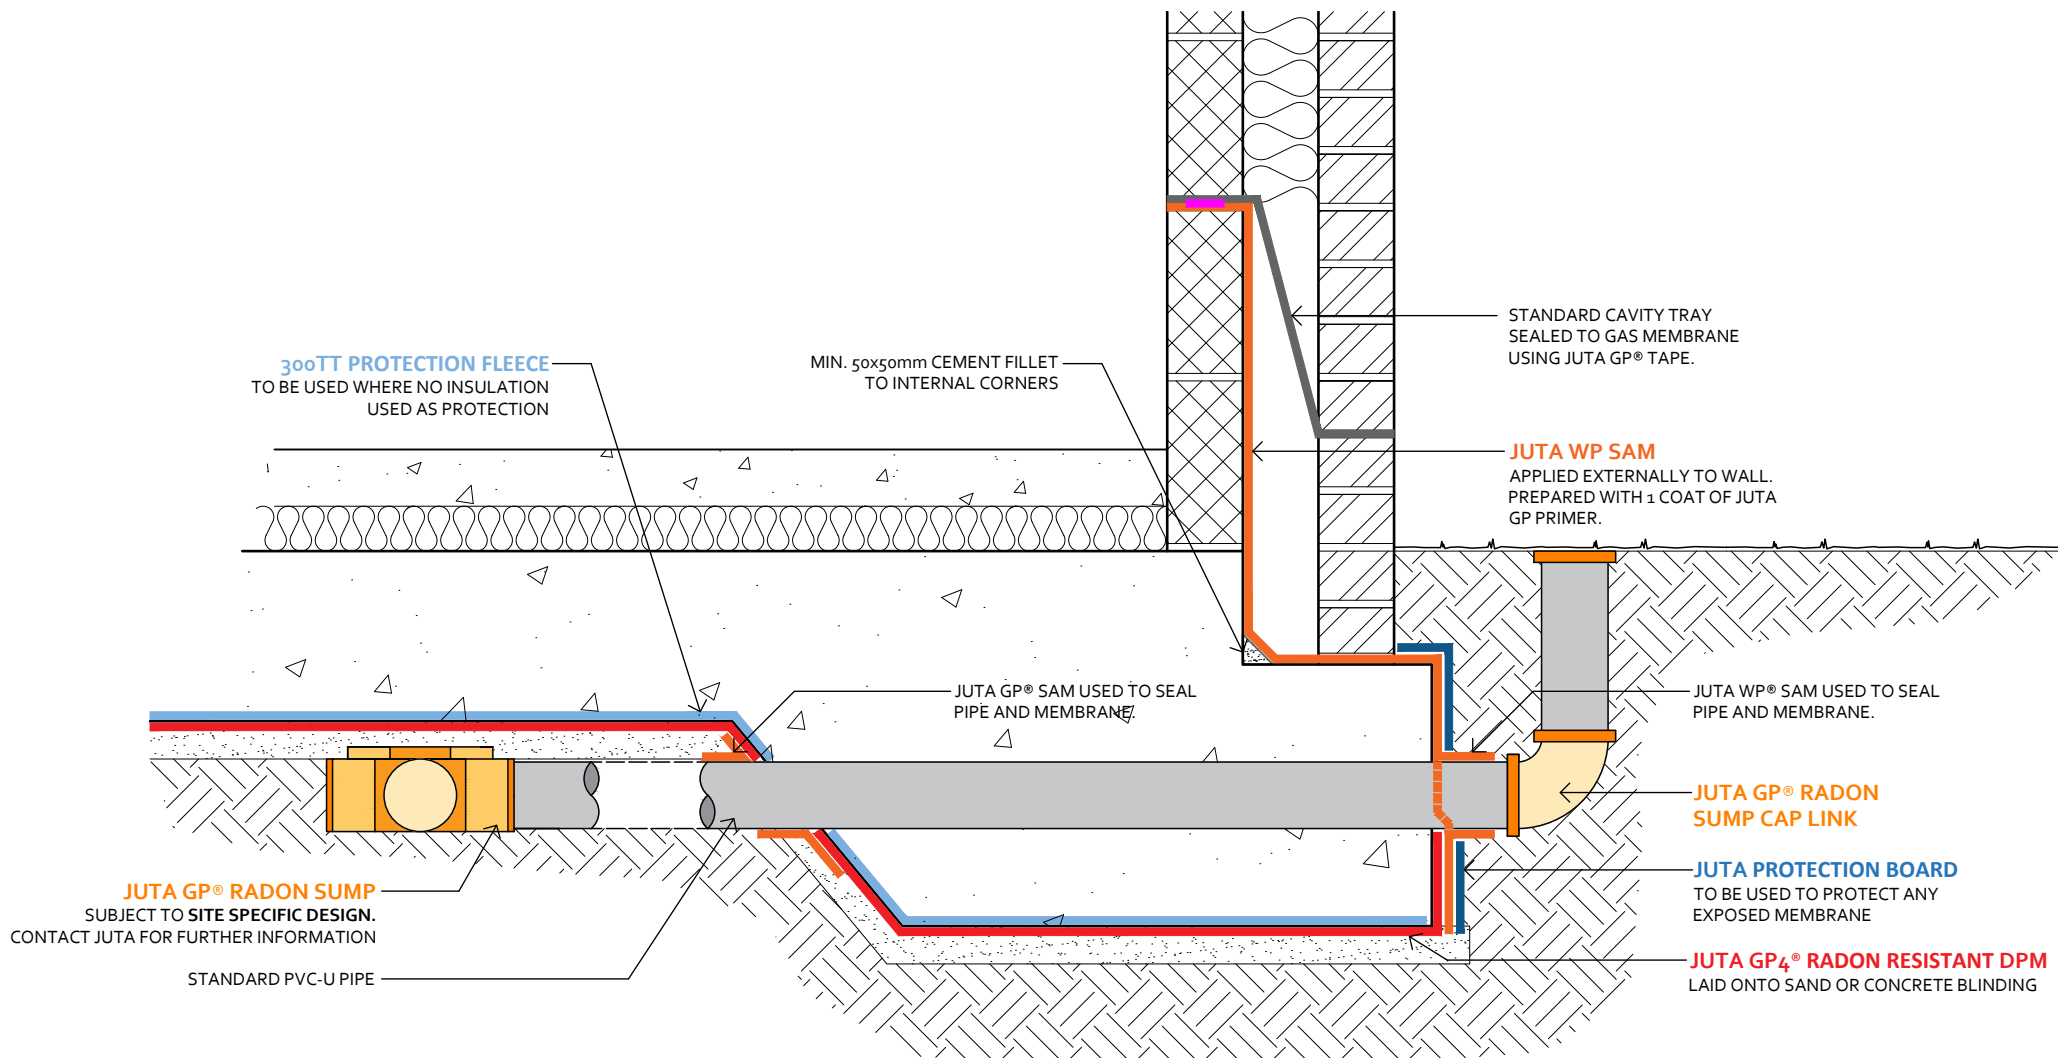 300TT PROTECTION FLEECE
TO BE USED WHERE NO INSULATION
USED AS PROTECTION
MIN. 50x50mm CEMENT FILLET
TO INTERNAL CORNERS
STANDARD CAVITY TRAY
SEALED TO GAS MEMBRANE
USING JUTA GP® TAPE.
JUTA WP SAM
APPLIED EXTERNALLY TO WALL.
PREPARED WITH 1 COAT OF JUTA
GP PRIMER.
JUTA GP® SAM USED TO SEAL
PIPE AND MEMBRANE.
JUTA WP® SAM USED TO SEAL
PIPE AND MEMBRANE.
JUTA GP® RADON
SUMP CAP LINK
JUTA PROTECTION BOARD
TO BE USED TO PROTECT ANY
EXPOSED MEMBRANE
JUTA GP® RADON SUMP
SUBJECT TO SITE SPECIFIC DESIGN.
CONTACT JUTA FOR FURTHER INFORMATION
STANDARD PVC-U PIPE
JUTA GP4® RADON RESISTANT DPM
LAID ONTO SAND OR CONCRETE BLINDING